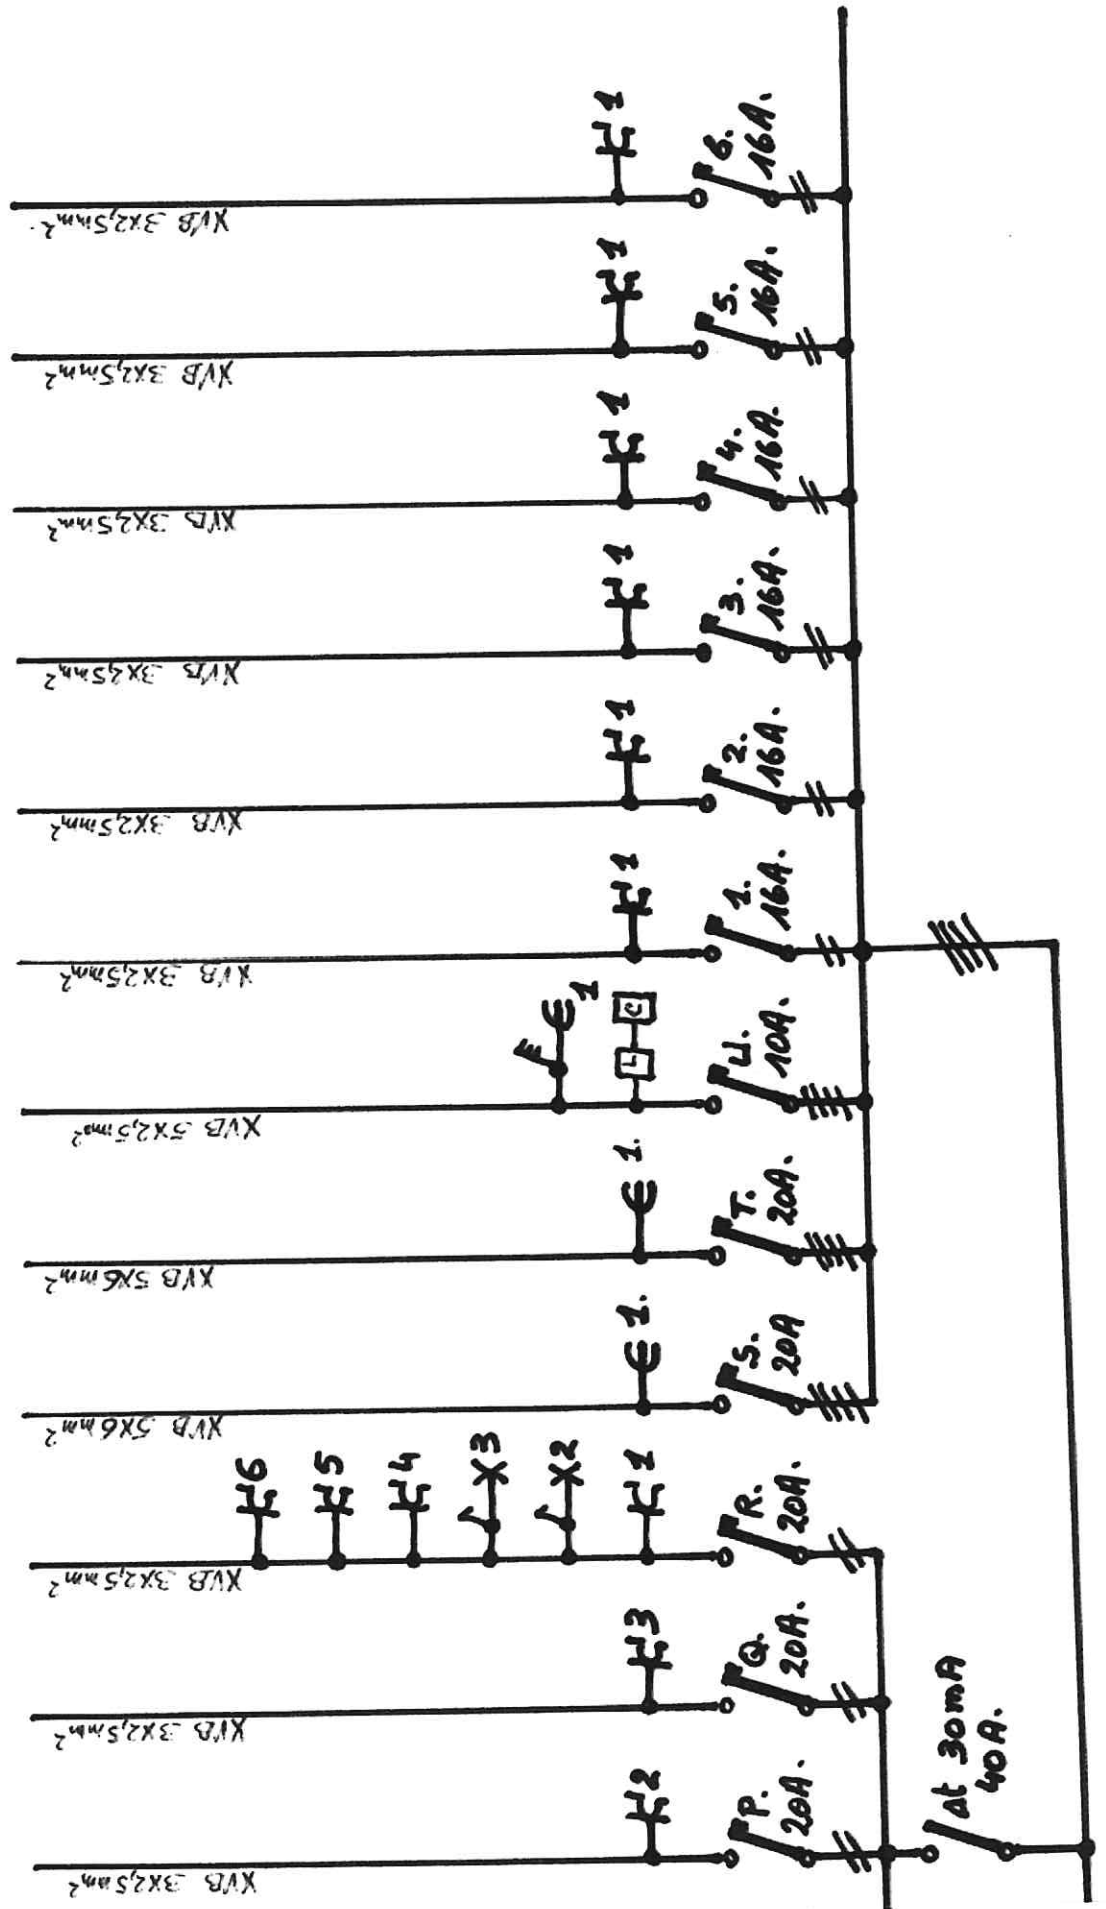 1
6.
16A.
XVB 3x2,5mm²
1
5.
16A.
XVB 3x2,5mm²
1
4.
16A.
XVB 3x2,5mm²
1
3.
16A.
XVB 3x2,5mm²
1
2.
16A.
XVB 3x2,5mm²
1
1.
16A.
XVB 3x2,5mm²
1
L
C
U.
10A.
XVB 5x2,5mm²
1.
T.
20A.
XVB 5x6mm²
1.
S.
20A
XVB 5x6mm²
6
5
4
X3
X2
1
R.
20A.
XVB 3x2,5mm²
3
Q.
20A.
XVB 3x2,5mm²
2
P.
20A.
XVB 3x2,5mm²
Δt 30mA
40A.